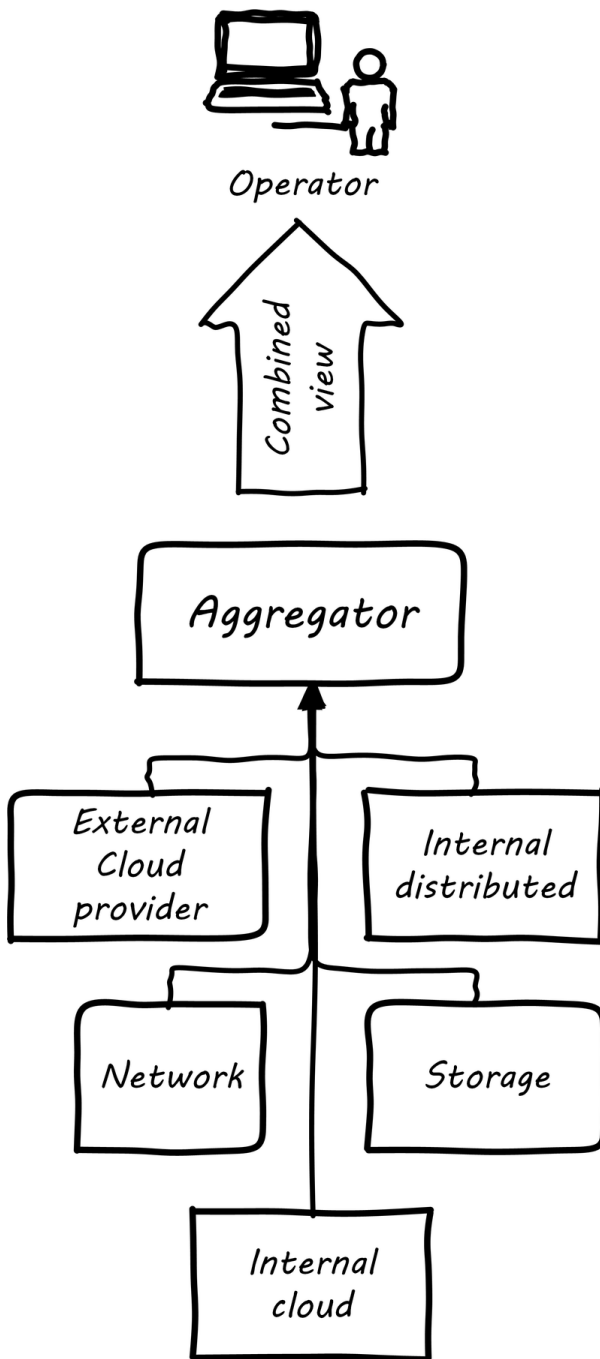 Operator
Combined
view
Aggregator
External
Cloud
provider
Internal
distributed
Network
Storage
Internal
cloud